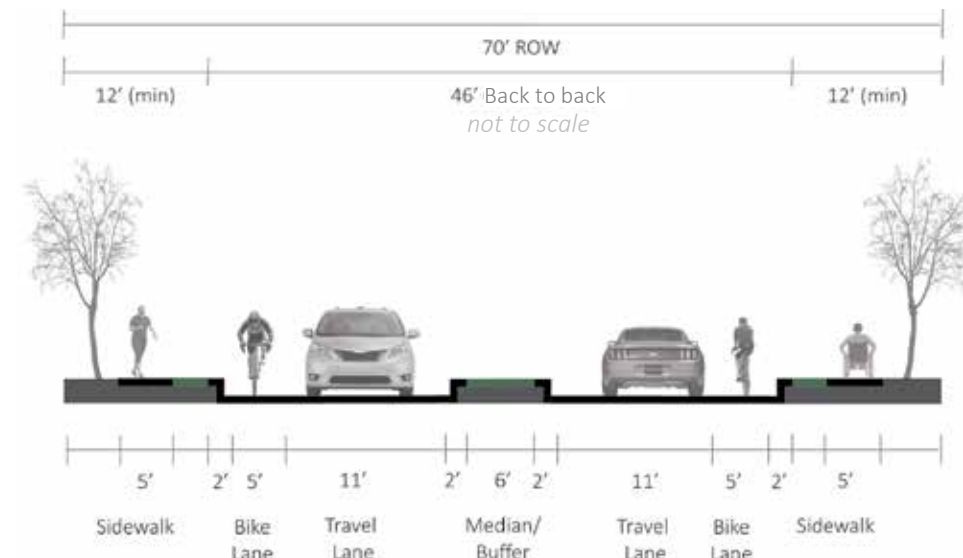 70' ROW
12' (min) 46' Back to back 12' (min)
not to scale
5' 2' 5' 11' 2' 6' 2' 11' 5' 2' 5'
Sidewalk Bike Travel Median/ Travel Bike Sidewalk
Lane Lane Buffer Lane Lane